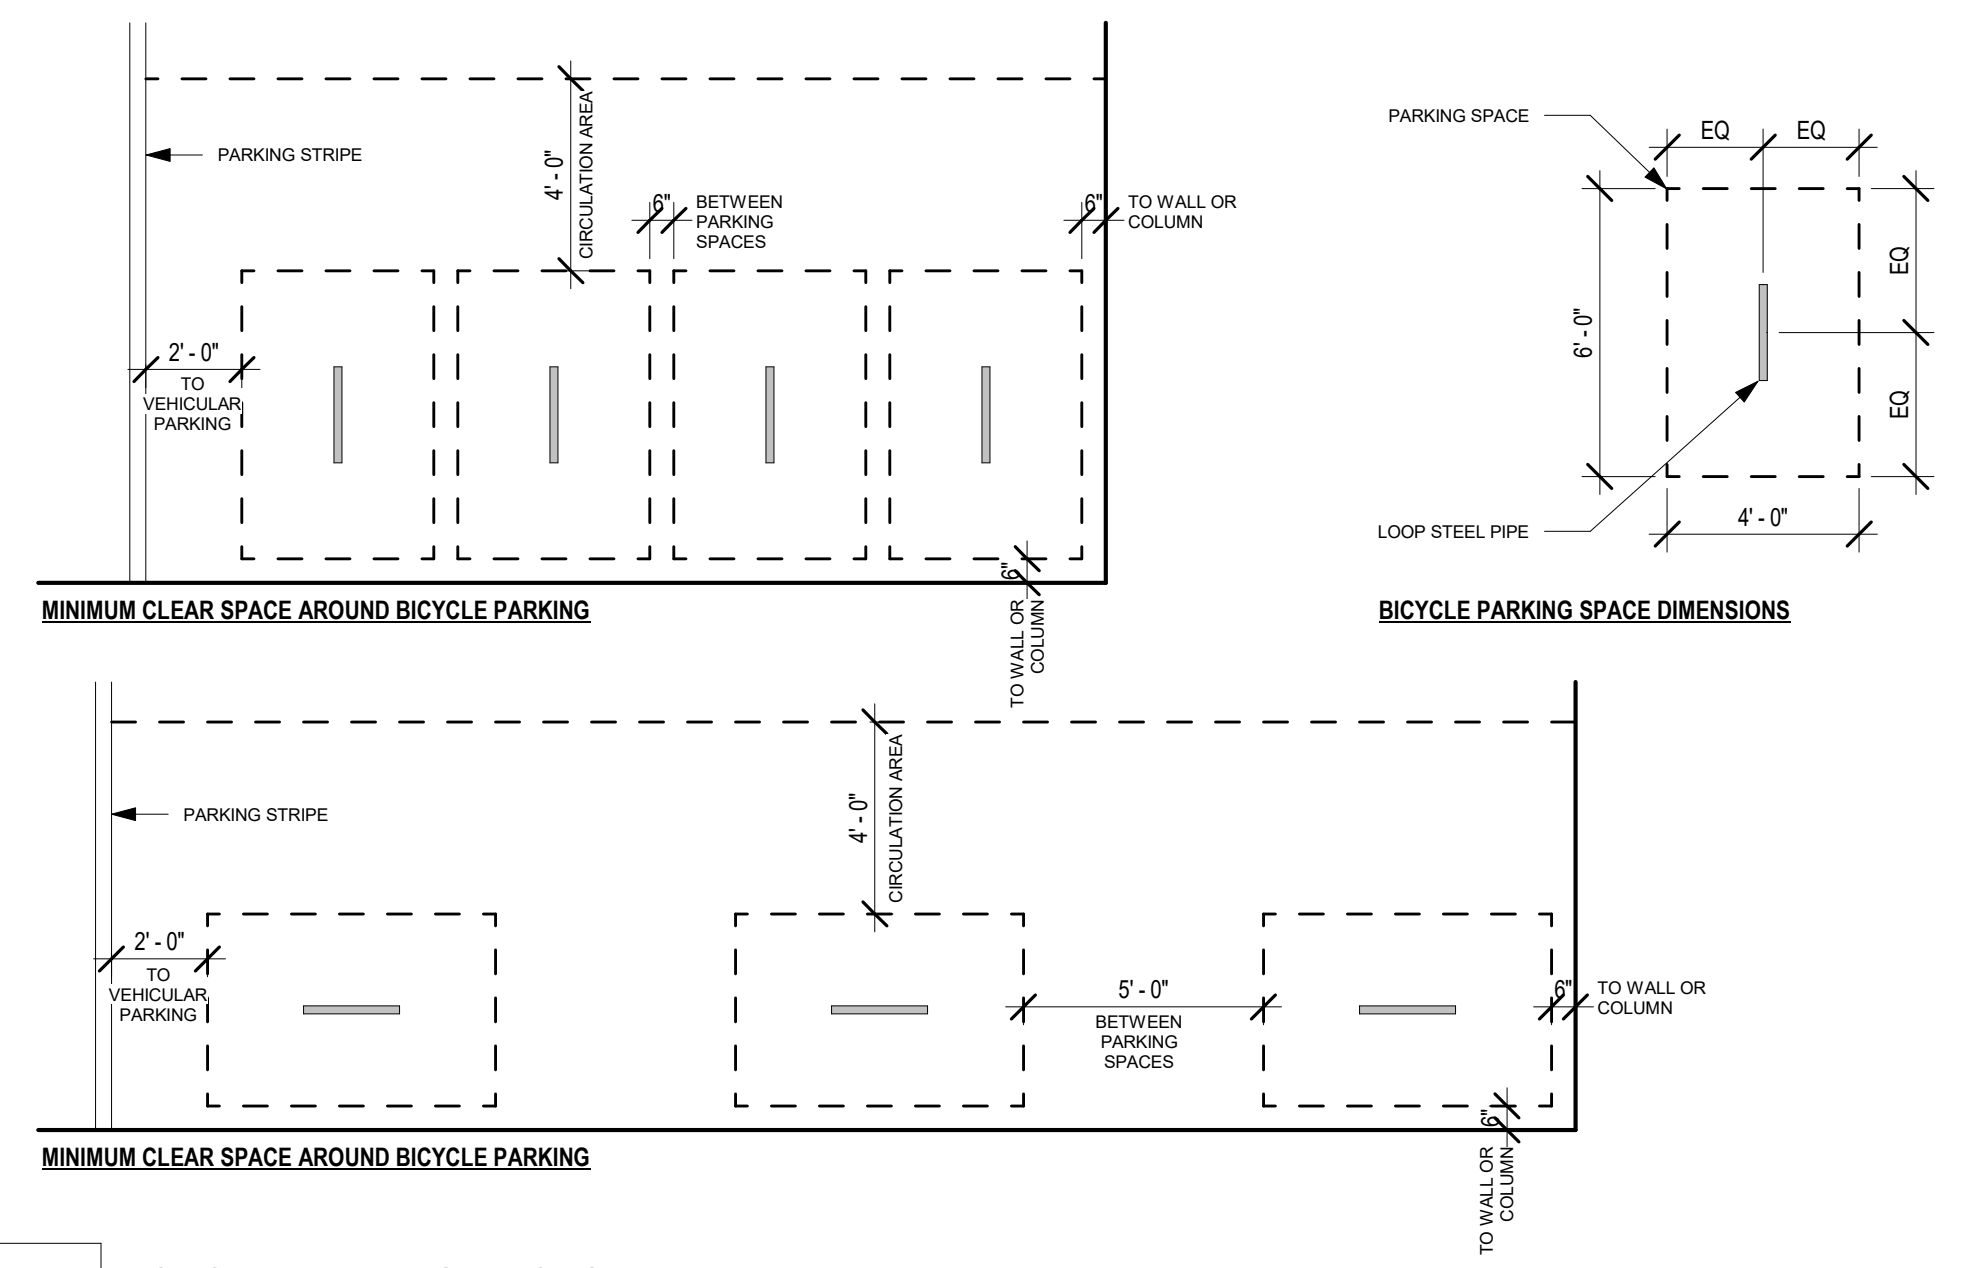 4' - 0"
CIRCULATION AREA
PARKING STRIPE
6"
BETWEEN
PARKING
SPACES
6"
TO WALL OR
COLUMN
2' - 0"
TO
VEHICULAR
PARKING
6"
TO WALL OR
COLUMN
MINIMUM CLEAR SPACE AROUND BICYCLE PARKING
PARKING SPACE
EQ
EQ
6' - 0"
EQ
EQ
4' - 0"
LOOP STEEL PIPE
BICYCLE PARKING SPACE DIMENSIONS
4' - 0"
CIRCULATION AREA
PARKING STRIPE
2' - 0"
TO
VEHICULAR
PARKING
5' - 0"
BETWEEN
PARKING
SPACES
6"
TO WALL OR
COLUMN
6"
TO WALL OR
COLUMN
MINIMUM CLEAR SPACE AROUND BICYCLE PARKING